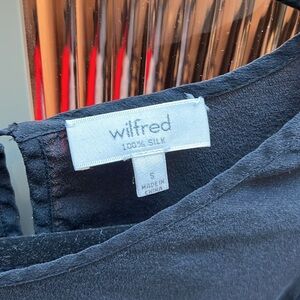 wilfred
100% SILK
S
MADE IN
CHINA